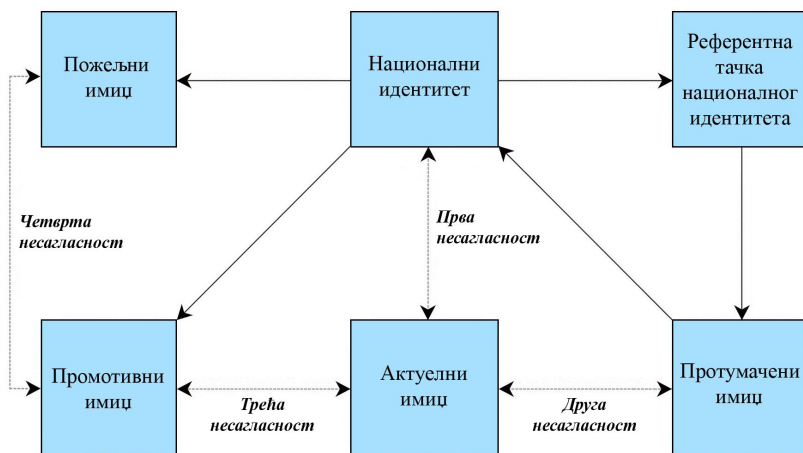 Пожељни
имиџ
Национални
идентитет
Референтна
тачка
националног
идентитета
Четврта
несагласност
Прва
несагласност
Промотивни
имиџ
Трећа
несагласност
Актуелни
имиџ
Друга
несагласност
Протумачени
имиџ